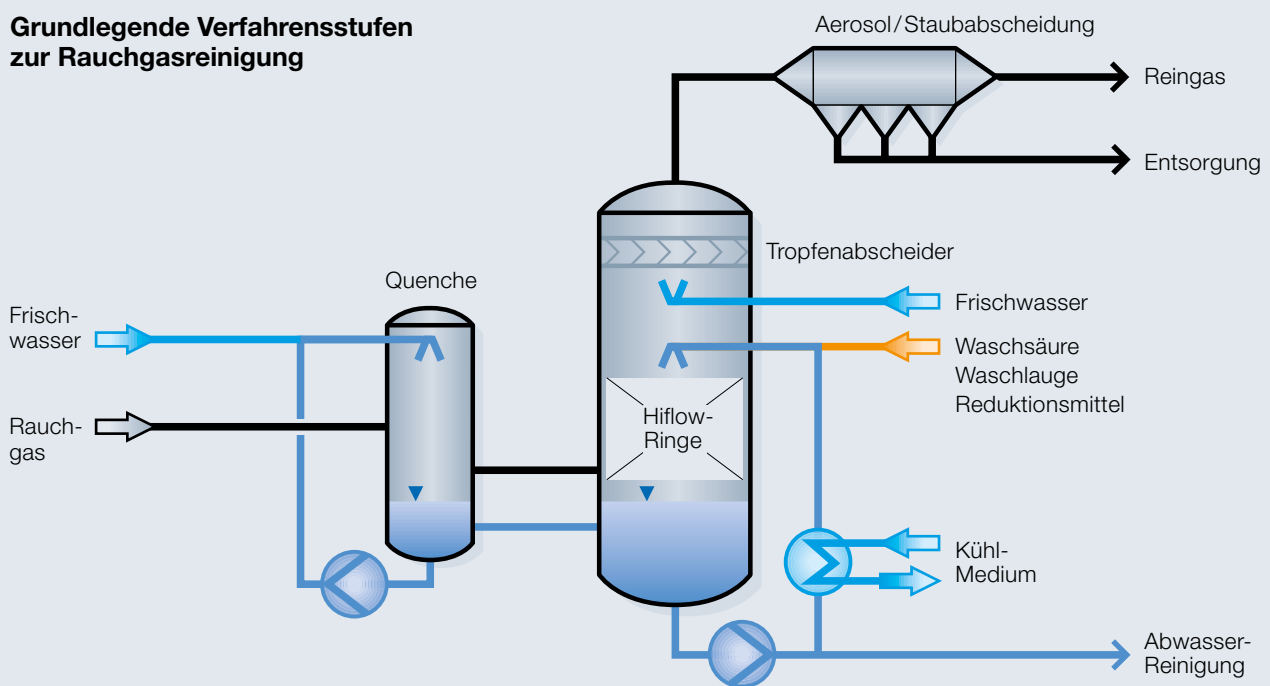 Grundlegende Verfahrensstufen
zur Rauchgasreinigung
Aerosol/Staubabscheidung
Reingas
Entsorgung
Tropfenabscheider
Quenche
Frischwasser
Frisch-
wasser
Waschsäure
Waschlauge
Reduktionsmittel
Hiflow-
Ringe
Rauch-
gas
Kühl-
Medium
Abwasser-
Reinigung